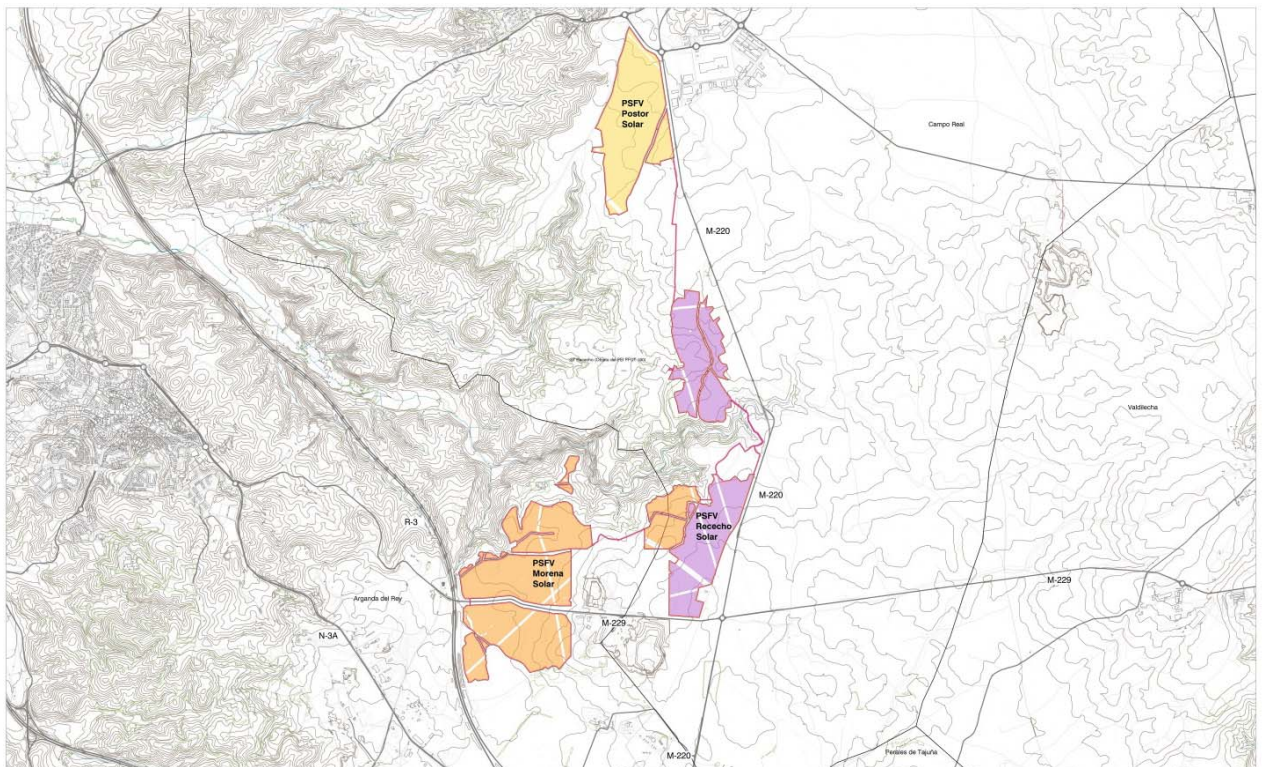 PSFV
Postor
Solar
Campo Real
M-220
Valdilecha
M-220
PSFV
Rececho
Solar
R-3
PSFV
Morena
Solar
M-229
Arganda del Rey
M-229
N-3A
M-220
Perales de Tajuña